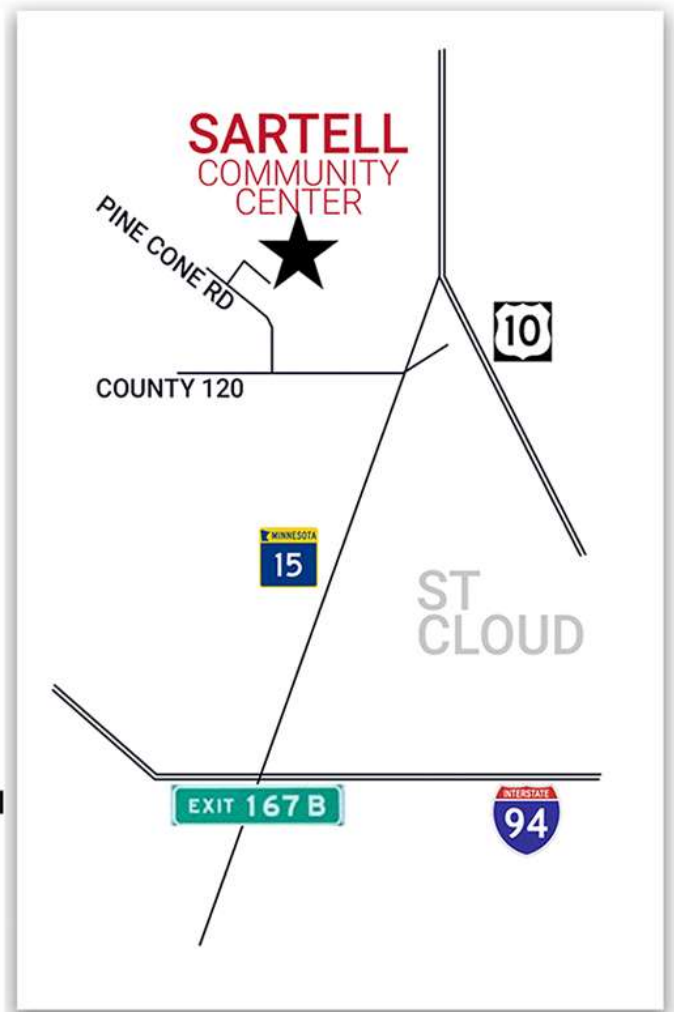 SARTELL
COMMUNITY
CENTER
PINE CONE RD
10
COUNTY 120
MINNESOTA
15
ST
CLOUD
EXIT 167 B
INTERSTATE
94